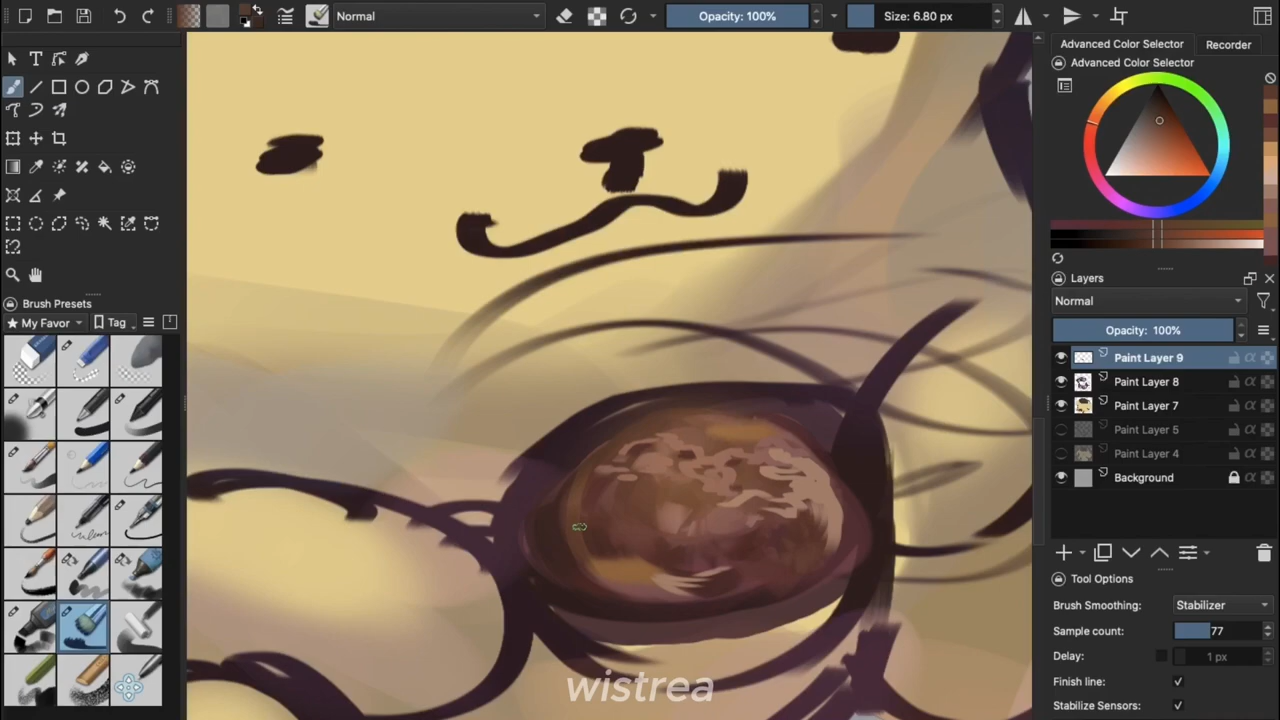 Normal
Opacity: 100%
Size: 6.80 px
Advanced Color Selector
Recorder
Advanced Color Selector
Layers
Normal
Opacity: 100%
Paint Layer 9
Paint Layer 8
Paint Layer 7
Paint Layer 5
Paint Layer 4
Background
Tool Options
Brush Smoothing:
Stabilizer
Sample count:
77
Delay:
1 px
Finish line:
Stabilize Sensors:
Brush Presets
My Favor
Tag
wistrea